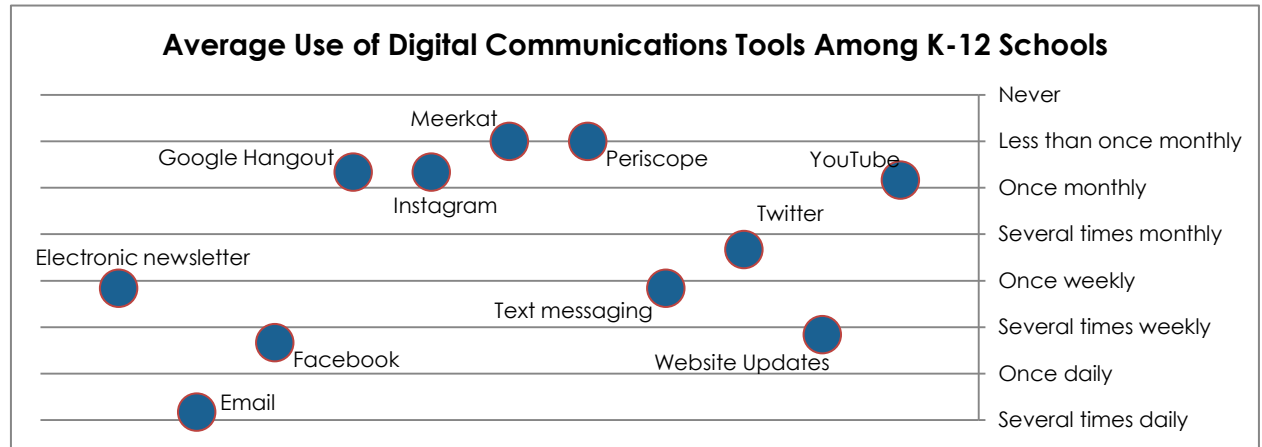 Average Use of Digital Communications Tools Among K-12 Schools
Never
Meerkat
Less than once monthly
Google Hangout
Periscope
YouTube
Once monthly
Instagram
Twitter
Several times monthly
Electronic newsletter
Once weekly
Text messaging
Several times weekly
Facebook
Website Updates
Once daily
Email
Several times daily